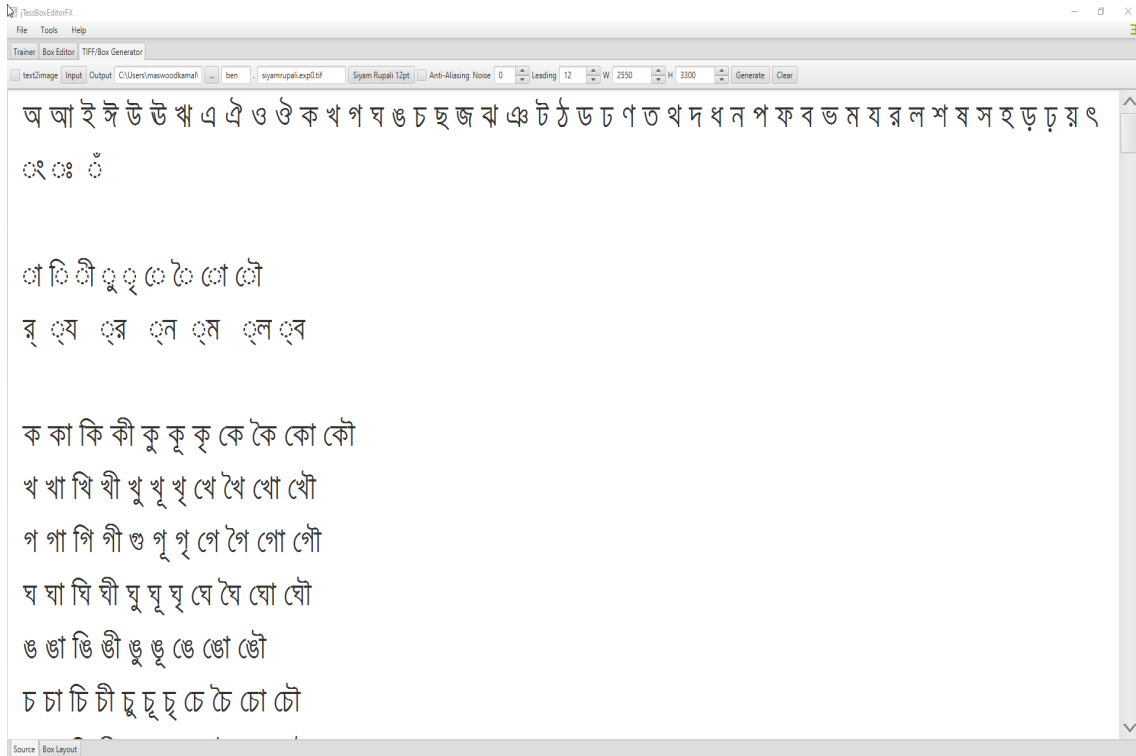 jTessBoxEditorFX
File Tools Help
Trainer Box Editor TIFF/Box Generator
text2image Input Output C:\Users\maswoodkamal\ .. ben . siyamrupali.exp0.tif Siyam Rupali 12pt Anti-Aliasing Noise 0 Leading 12 W 2550 H 3300 Generate Clear
অ আ ই ঈ উ ঊ ঋ এ ঐ ও ঔ ক খ গ ঘ ঙ চ ছ জ ঝ ঞ ট ঠ ড ঢ ণ ত থ দ ধ ন প ফ ব ভ ম য র ল শ ষ স হ ড় ঢ় য় ৎ
ং ঃ ঁ
া ি ী ু ৃ ে ৈ ো ৌ
র্ ্য ্র ্ন ্ম ্ল ্ব
ক কা কি কী কু কূ কৃ কে কৈ কো কৌ
খ খা খি খী খু খূ খৃ খে খৈ খো খৌ
গ গা গি গী গু গূ গৃ গে গৈ গো গৌ
ঘ ঘা ঘি ঘী ঘু ঘূ ঘৃ ঘে ঘৈ ঘো ঘৌ
ঙ ঙা ঙি ঙী ঙু ঙূ ঙে ঙো ঙৌ
চ চা চি চী চু চূ চৃ চে চৈ চো চৌ
Source Box Layout